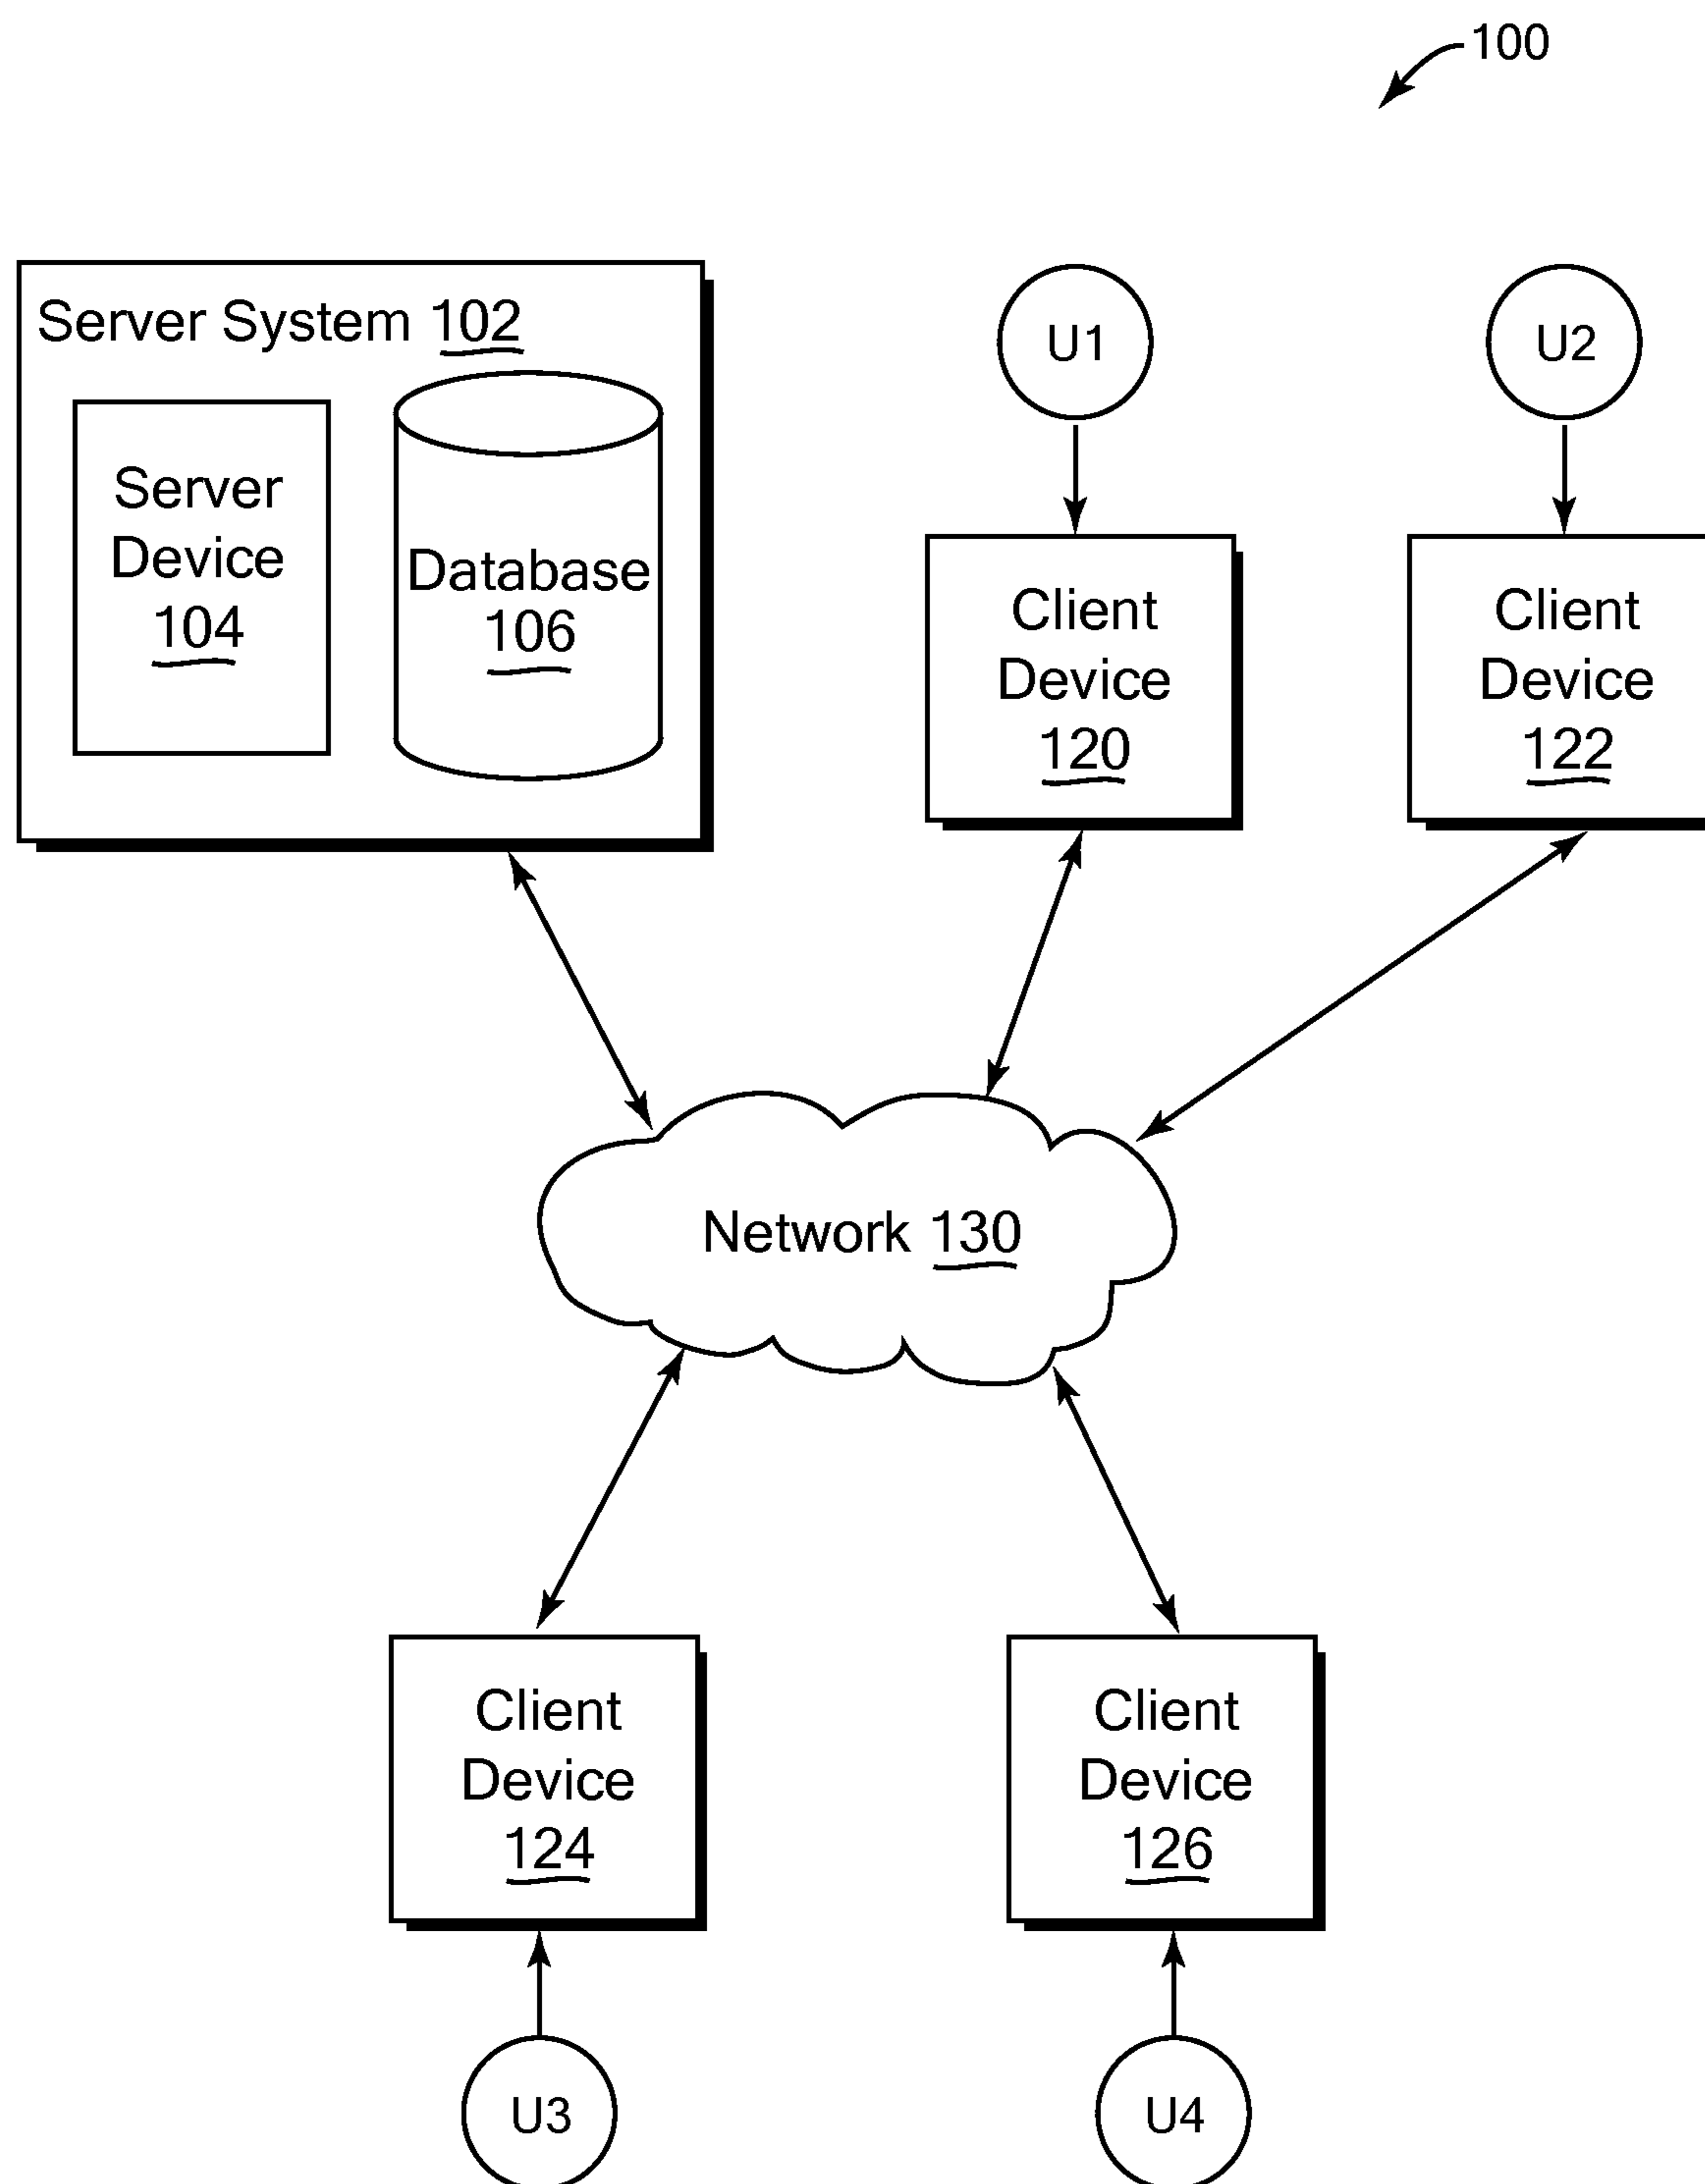 100
Server System 102
Server
Device
104
Database
106
U1
U2
Client
Device
120
Client
Device
122
Network 130
Client
Device
124
Client
Device
126
U3
U4